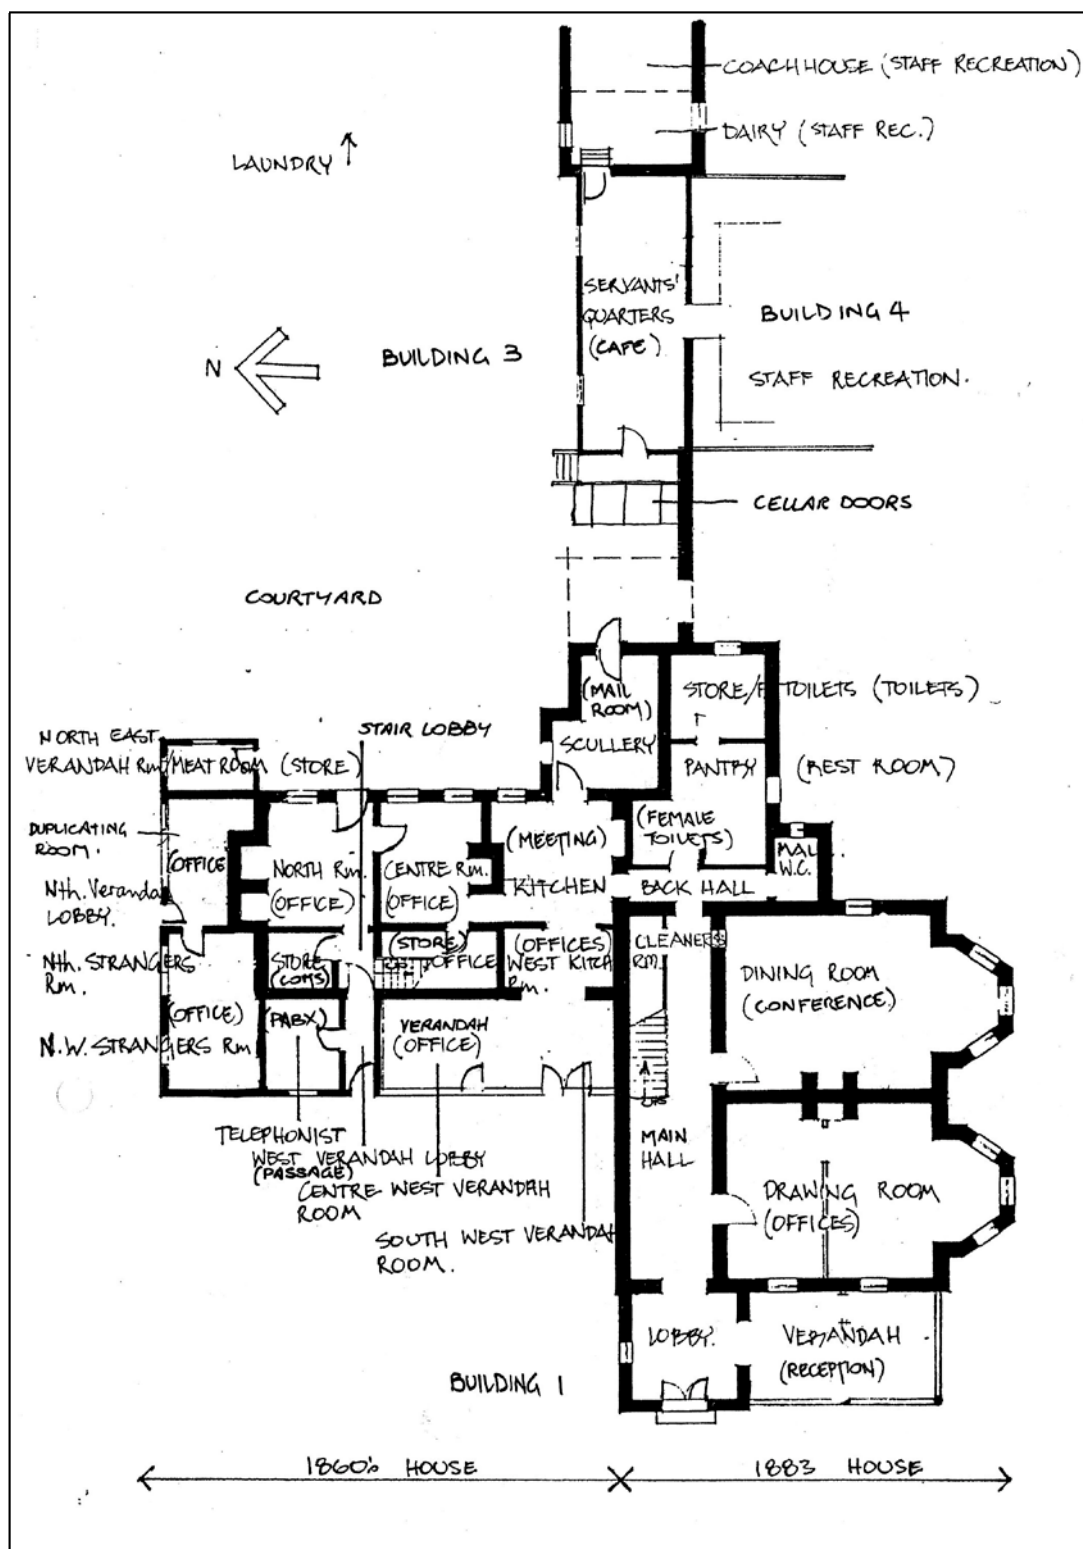 COACHHOUSE (STAFF RECREATION)
DAIRY (STAFF REC.)
LAUNDRY
SERVANTS'
QUARTERS
(CAFE)
BUILDING 4
N
BUILDING 3
STAFF RECREATION.
CELLAR DOORS
COURTYARD
(MAIL
ROOM)
SCULLERY
STORE/F TOILETS (TOILETS)
STAIR LOBBY
NORTH EAST
VERANDAH Rm/MEAT ROOM (STORE)
PANTRY
(REST ROOM)
DUPLICATING
ROOM.
(OFFICE)
NORTH Rm.
(OFFICE)
CENTRE Rm.
(OFFICE)
(MEETING)
KITCHEN
(FEMALE
TOILETS)
MAL
W.C.
BACK HALL
Nth. Veranda
LOBBY.
Nth. STRANGERS
Rm.
(OFFICE)
N.W. STRANGERS Rm
STORE
(COMS)
(STORE)
OFFICE
(OFFICES)
WEST KITCH
Rm.
CLEANERS
RM.
DINING ROOM
(CONFERENCE)
(PABX)
VERANDAH
(OFFICE)
UPS
MAIN
HALL
TELEPHONIST
WEST VERANDAH LOBBY
(PASSAGE)
CENTRE WEST VERANDAH
ROOM
SOUTH WEST VERANDAH
ROOM.
DRAWING ROOM
(OFFICES)
LOBBY.
VERANDAH
(RECEPTION)
BUILDING 1
1860's HOUSE
1883 HOUSE